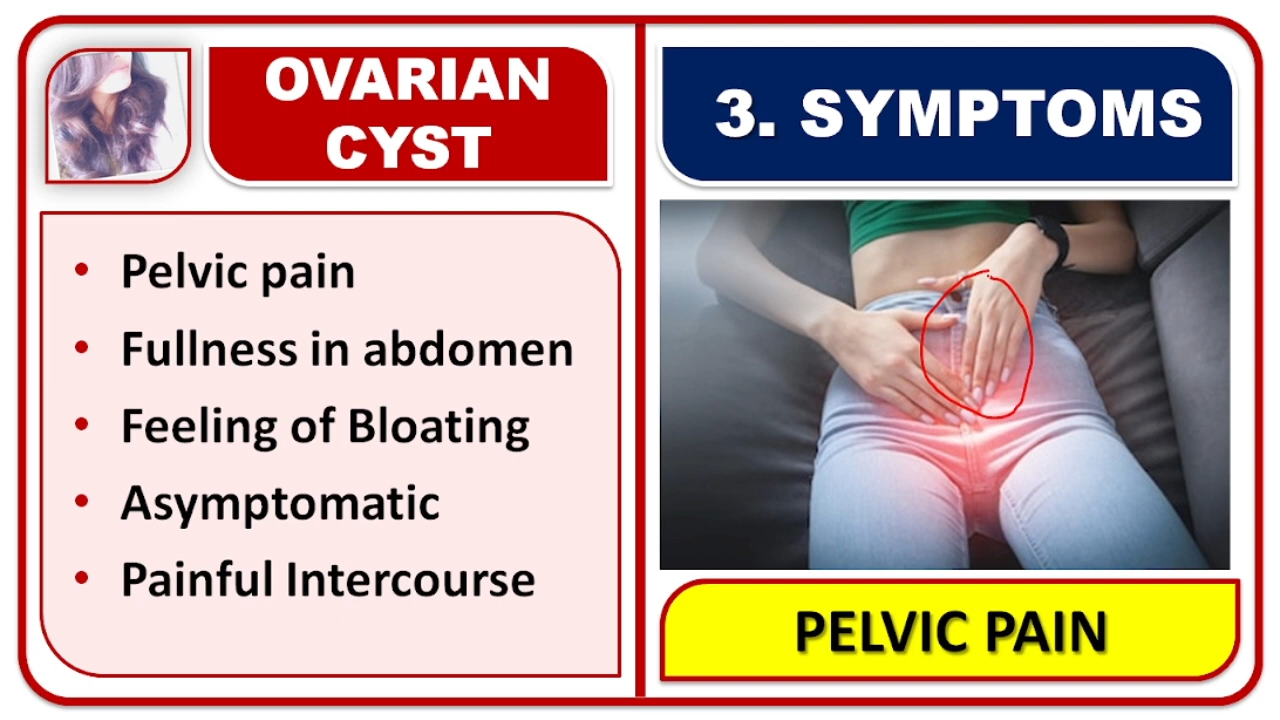 OVARIAN
CYST
3. SYMPTOMS
• Pelvic pain
• Fullness in abdomen
• Feeling of Bloating
• Asymptomatic
• Painful Intercourse
PELVIC PAIN